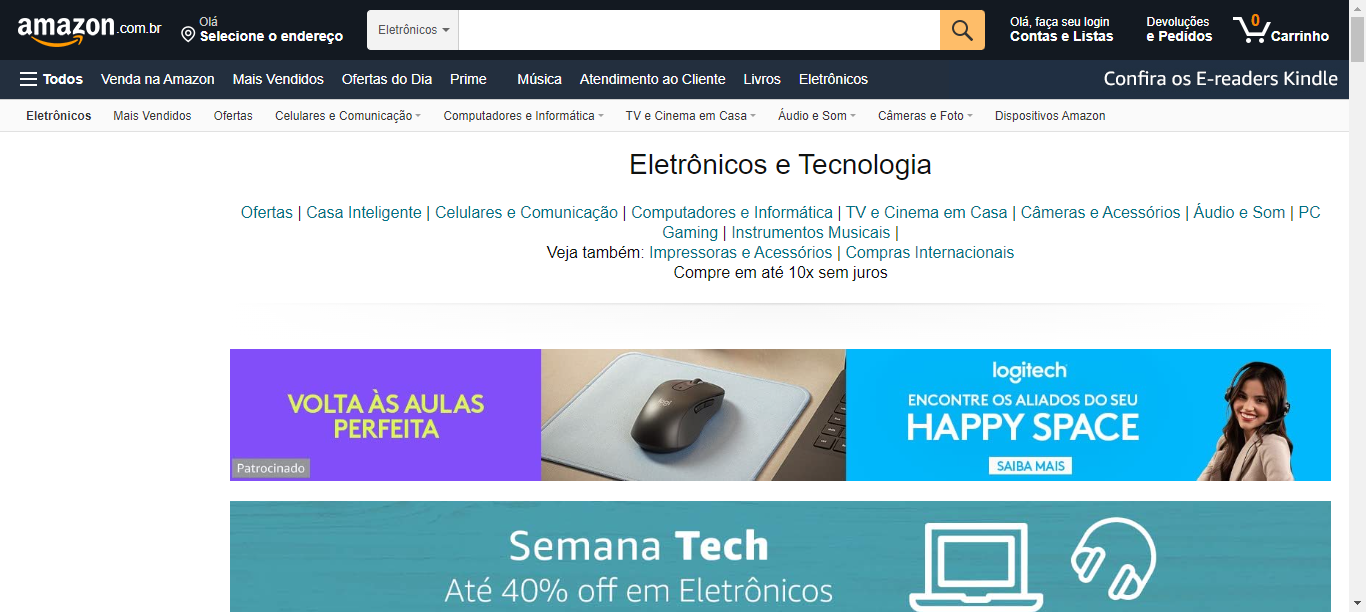 amazon.com.br
Olá
Selecione o endereço
Eletrônicos
Olá, faça seu login
Contas e Listas
Devoluções
e Pedidos
0
Carrinho
Todos Venda na Amazon Mais Vendidos Ofertas do Dia Prime Música Atendimento ao Cliente Livros Eletrônicos Confira os E-readers Kindle
Eletrônicos Mais Vendidos Ofertas Celulares e Comunicação Computadores e Informática TV e Cinema em Casa Áudio e Som Câmeras e Foto Dispositivos Amazon
Eletrônicos e Tecnologia
Ofertas | Casa Inteligente | Celulares e Comunicação | Computadores e Informática | TV e Cinema em Casa | Câmeras e Acessórios | Áudio e Som | PC
Gaming | Instrumentos Musicais |
Veja também: Impressoras e Acessórios | Compras Internacionais
Compre em até 10x sem juros
VOLTA ÀS AULAS
PERFEITA
Patrocinado
logi
logitech
ENCONTRE OS ALIADOS DO SEU
HAPPY SPACE
SAIBA MAIS
Semana Tech
Até 40% off em Eletrônicos